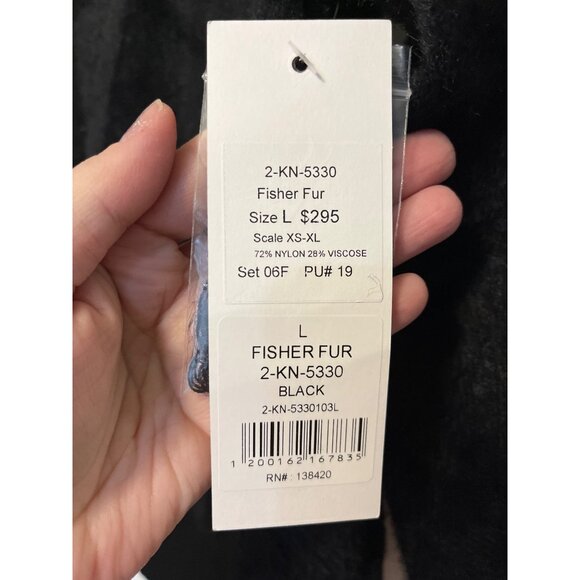 2-KN-5330
Fisher Fur
Size L $295
Scale XS-XL
72% NYLON 28% VISCOSE
Set 06F PU# 19
L
FISHER FUR
2-KN-5330
BLACK
2-KN-5330103L
1 200162 167835
RN# : 138420